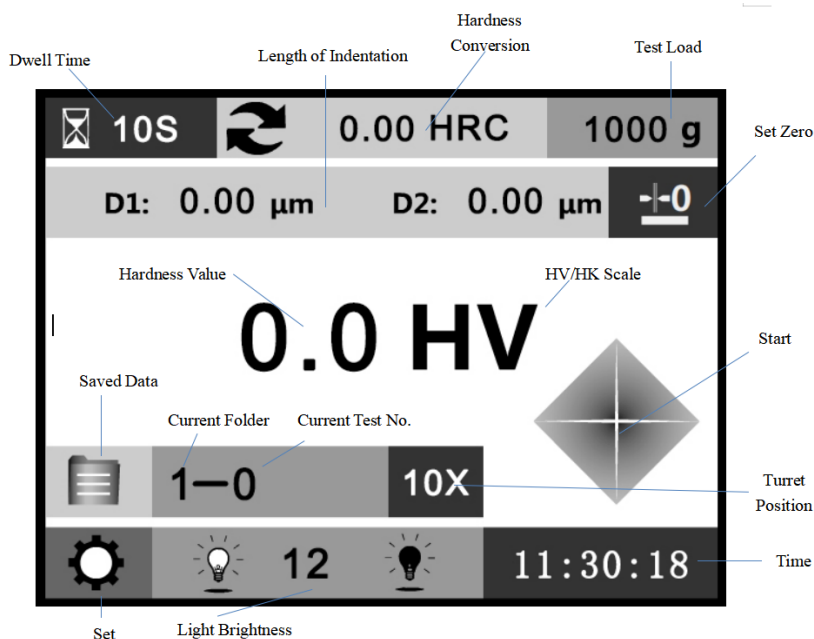 Hardness
Conversion
Dwell Time
Length of Indentation
Test Load
10S
0.00 HRC
1000 g
Set Zero
D1: 0.00 μm
D2: 0.00 μm
0
Hardness Value
HV/HK Scale
0.0 HV
Start
Saved Data
Current Folder
Current Test No.
1—0
10X
Turret
Position
12
11:30:18
Time
Set
Light Brightness